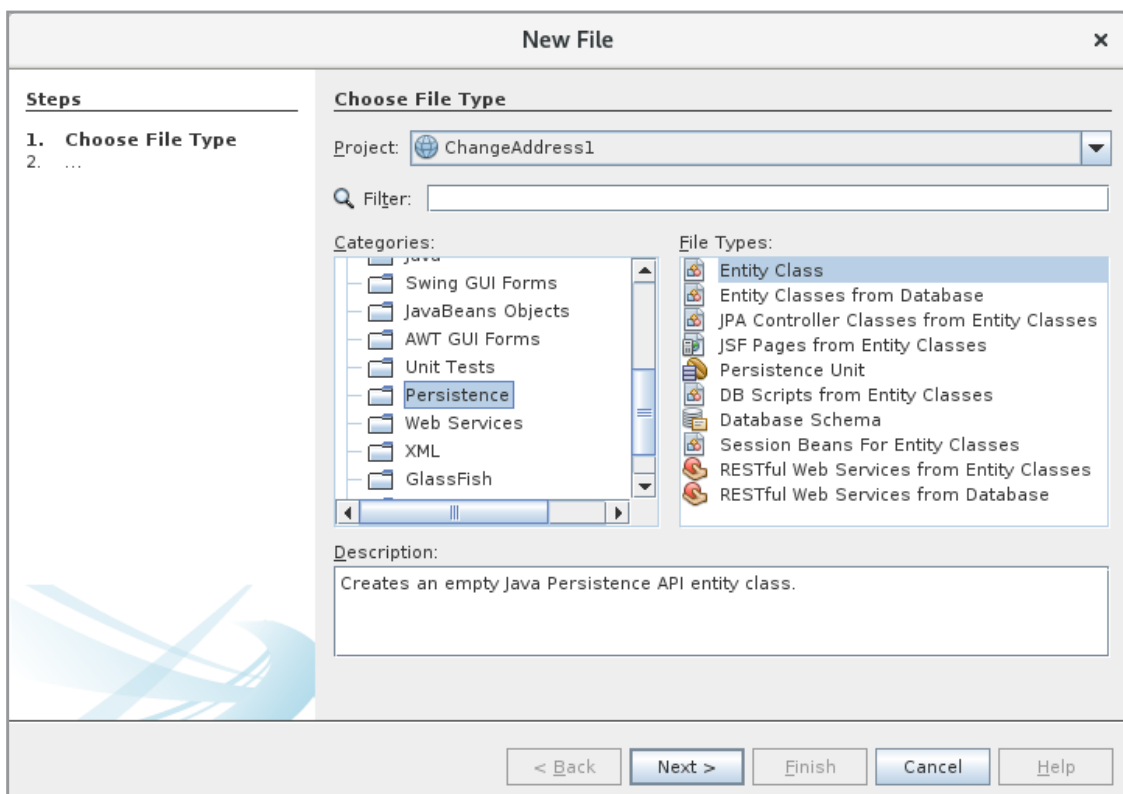 New File
Steps
1. Choose File Type
2. ...
Choose File Type
Project: ChangeAddress1
Filter:
Categories:
Java
Swing GUI Forms
JavaBeans Objects
AWT GUI Forms
Unit Tests
Persistence
Web Services
XML
GlassFish
File Types:
Entity Class
Entity Classes from Database
JPA Controller Classes from Entity Classes
JSF Pages from Entity Classes
Persistence Unit
DB Scripts from Entity Classes
Database Schema
Session Beans For Entity Classes
RESTful Web Services from Entity Classes
RESTful Web Services from Database
Description:
Creates an empty Java Persistence API entity class.
< Back Next > Finish Cancel Help